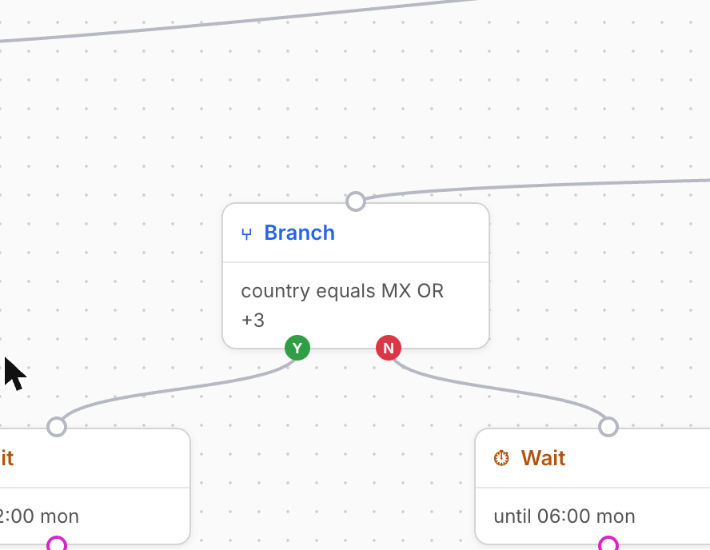 Branch
country equals MX OR
+3
Y
N
it
Wait
2:00 mon
until 06:00 mon